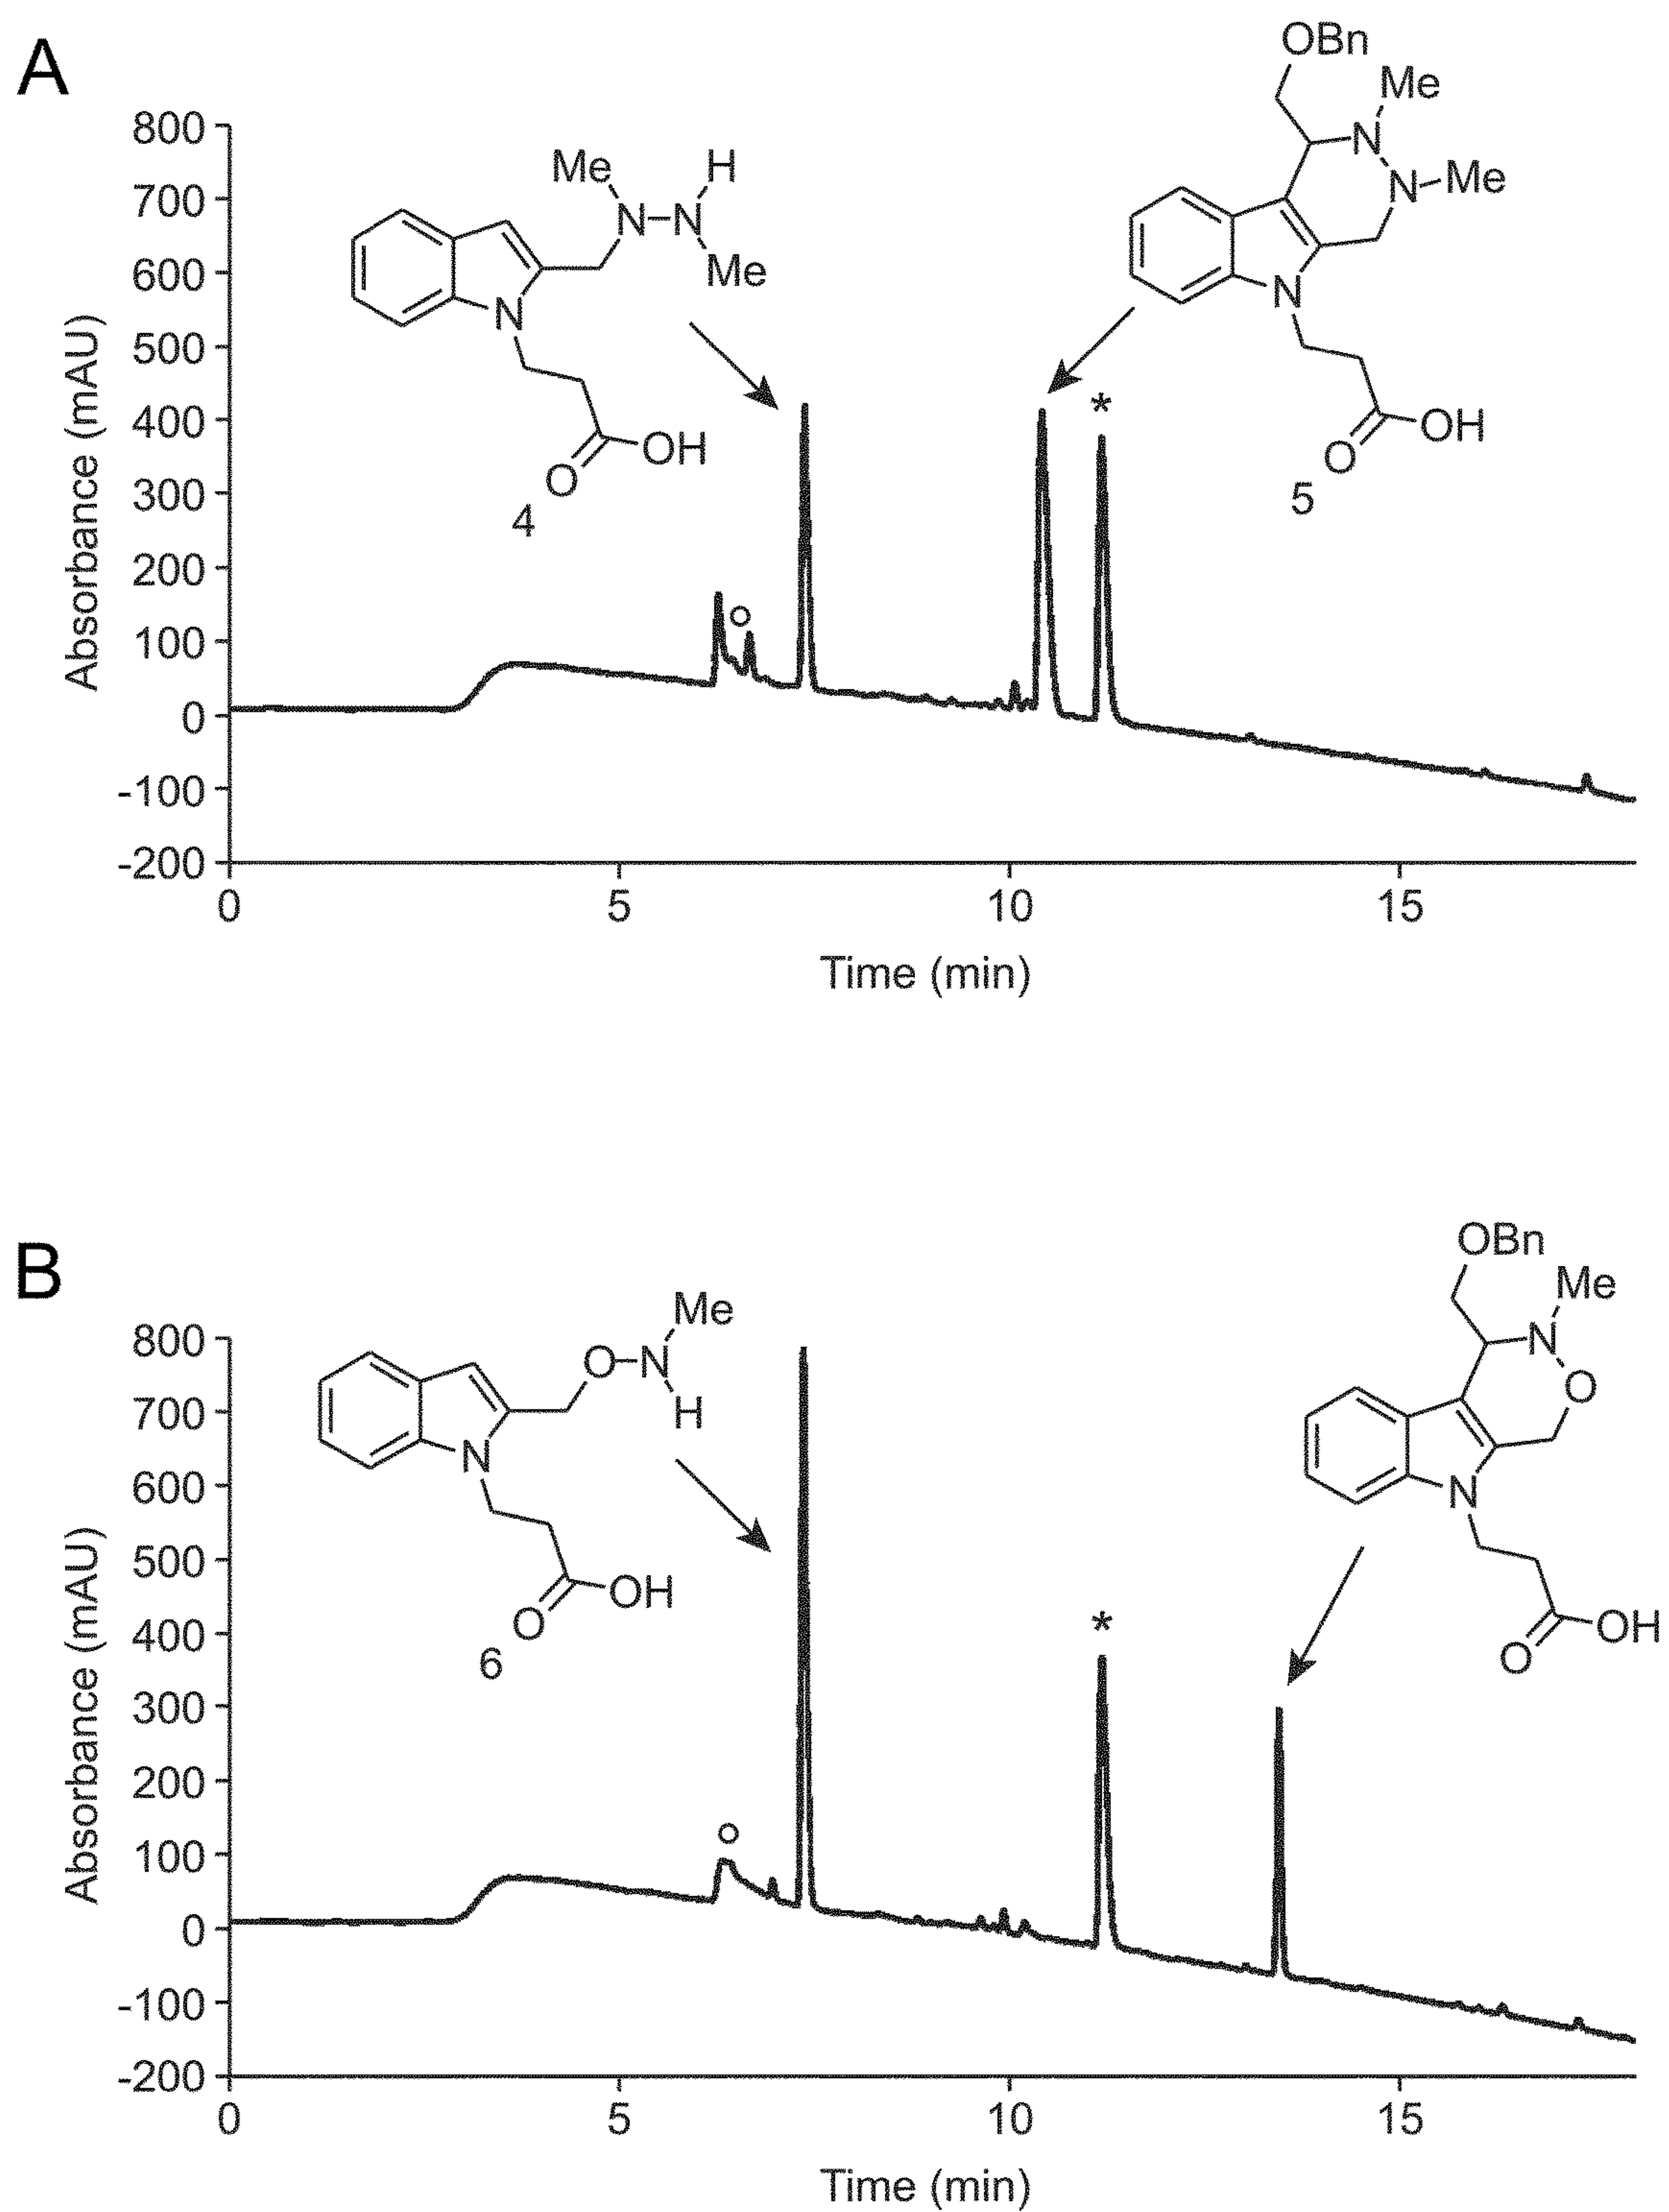 A
OBn
Me
N
N
Me
N
OH
O
5
Me
H
N
N
Me
N
OH
O
4
*
o
800
700
600
500
400
300
200
100
0
-100
-200
Absorbance (mAU)
0 5 10 15
Time (min)
B
OBn
Me
N
O
N
OH
O
Me
O
N
H
N
OH
O
6
*
o
800
700
600
500
400
300
200
100
0
-100
-200
Absorbance (mAU)
0 5 10 15
Time (min)